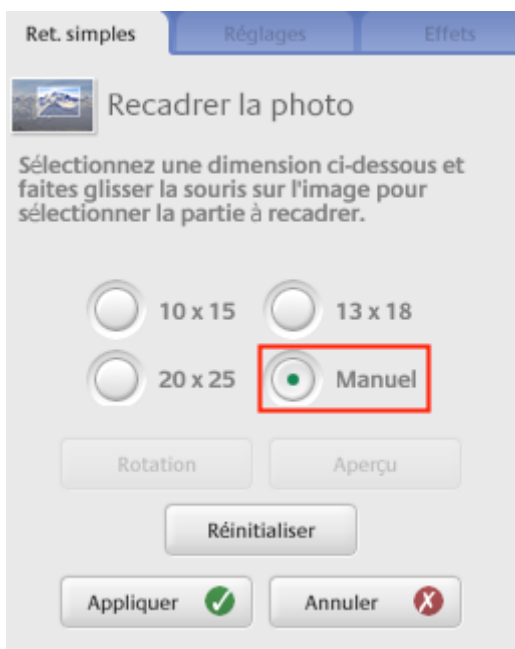 Ret. simples Réglages Effets
Recadrer la photo
Sélectionnez une dimension ci-dessous et
faites glisser la souris sur l'image pour
sélectionner la partie à recadrer.
10 x 15 13 x 18
20 x 25 Manuel
Rotation Aperçu
Réinitialiser
Appliquer Annuler